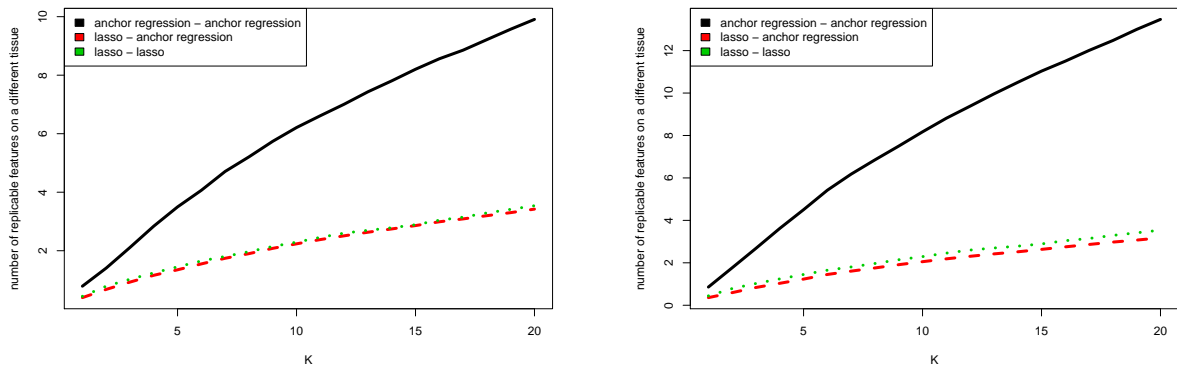 anchor regression – anchor regression
lasso – anchor regression
lasso – lasso
number of replicable features on a different tissue
2
4
6
8
10
5
10
15
20
K
anchor regression – anchor regression
lasso – anchor regression
lasso – lasso
number of replicable features on a different tissue
0
2
4
6
8
10
12
5
10
15
20
K